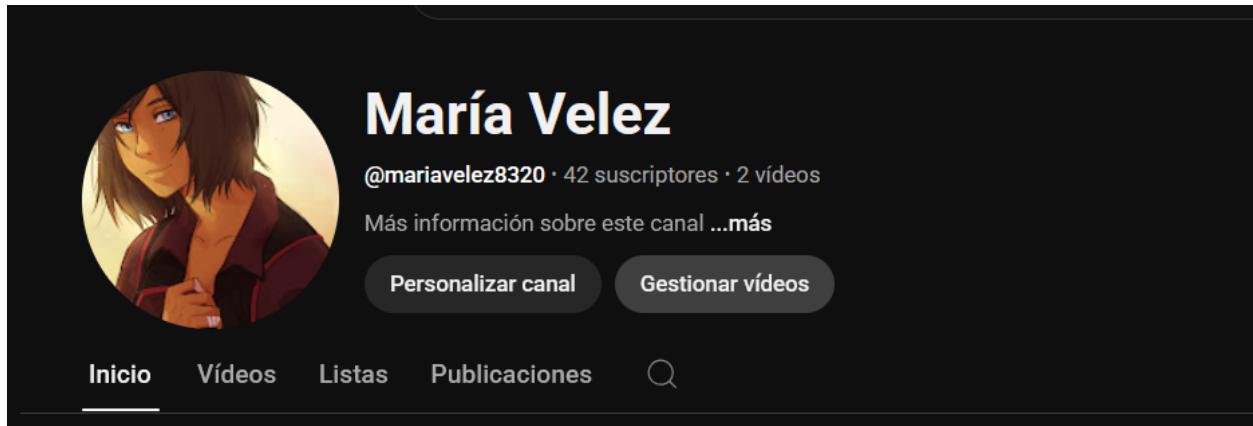 María Velez
@mariavelez8320 · 42 suscriptores · 2 vídeos
Más información sobre este canal ...más
Personalizar canal Gestionar vídeos
Inicio Vídeos Listas Publicaciones